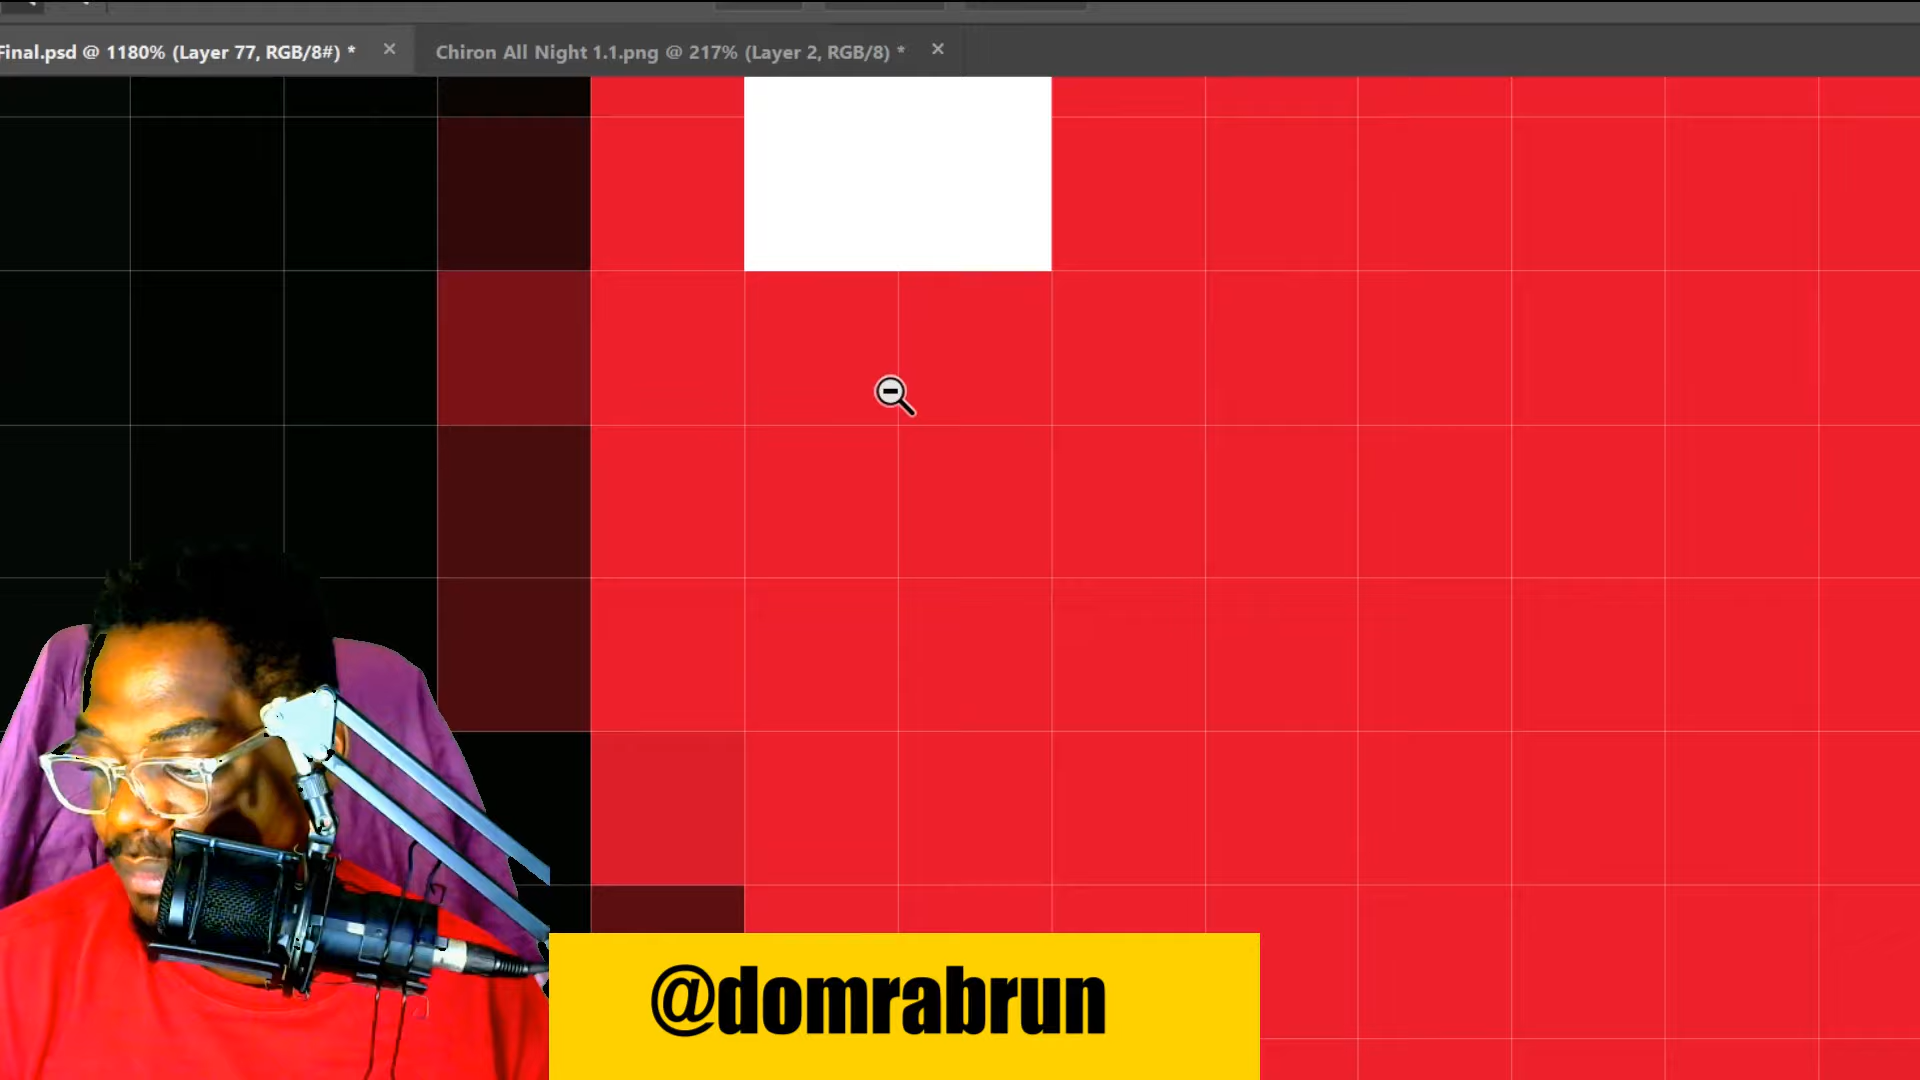 Final.psd @ 1180% (Layer 77, RGB/8#) *
Chiron All Night 1.1.png @ 217% (Layer 2, RGB/8) *
@domrabrun